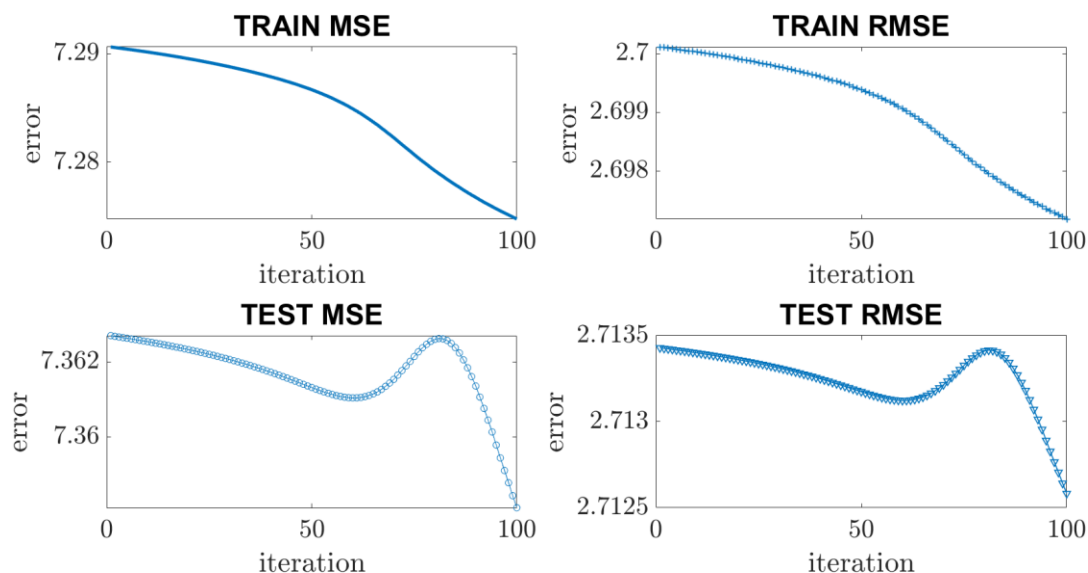 TRAIN MSE
7.29
7.28
error
0
50
100
iteration
TRAIN RMSE
2.7
2.699
2.698
error
0
50
100
iteration
TEST MSE
7.362
7.36
error
0
50
100
iteration
TEST RMSE
2.7135
2.713
2.7125
error
0
50
100
iteration